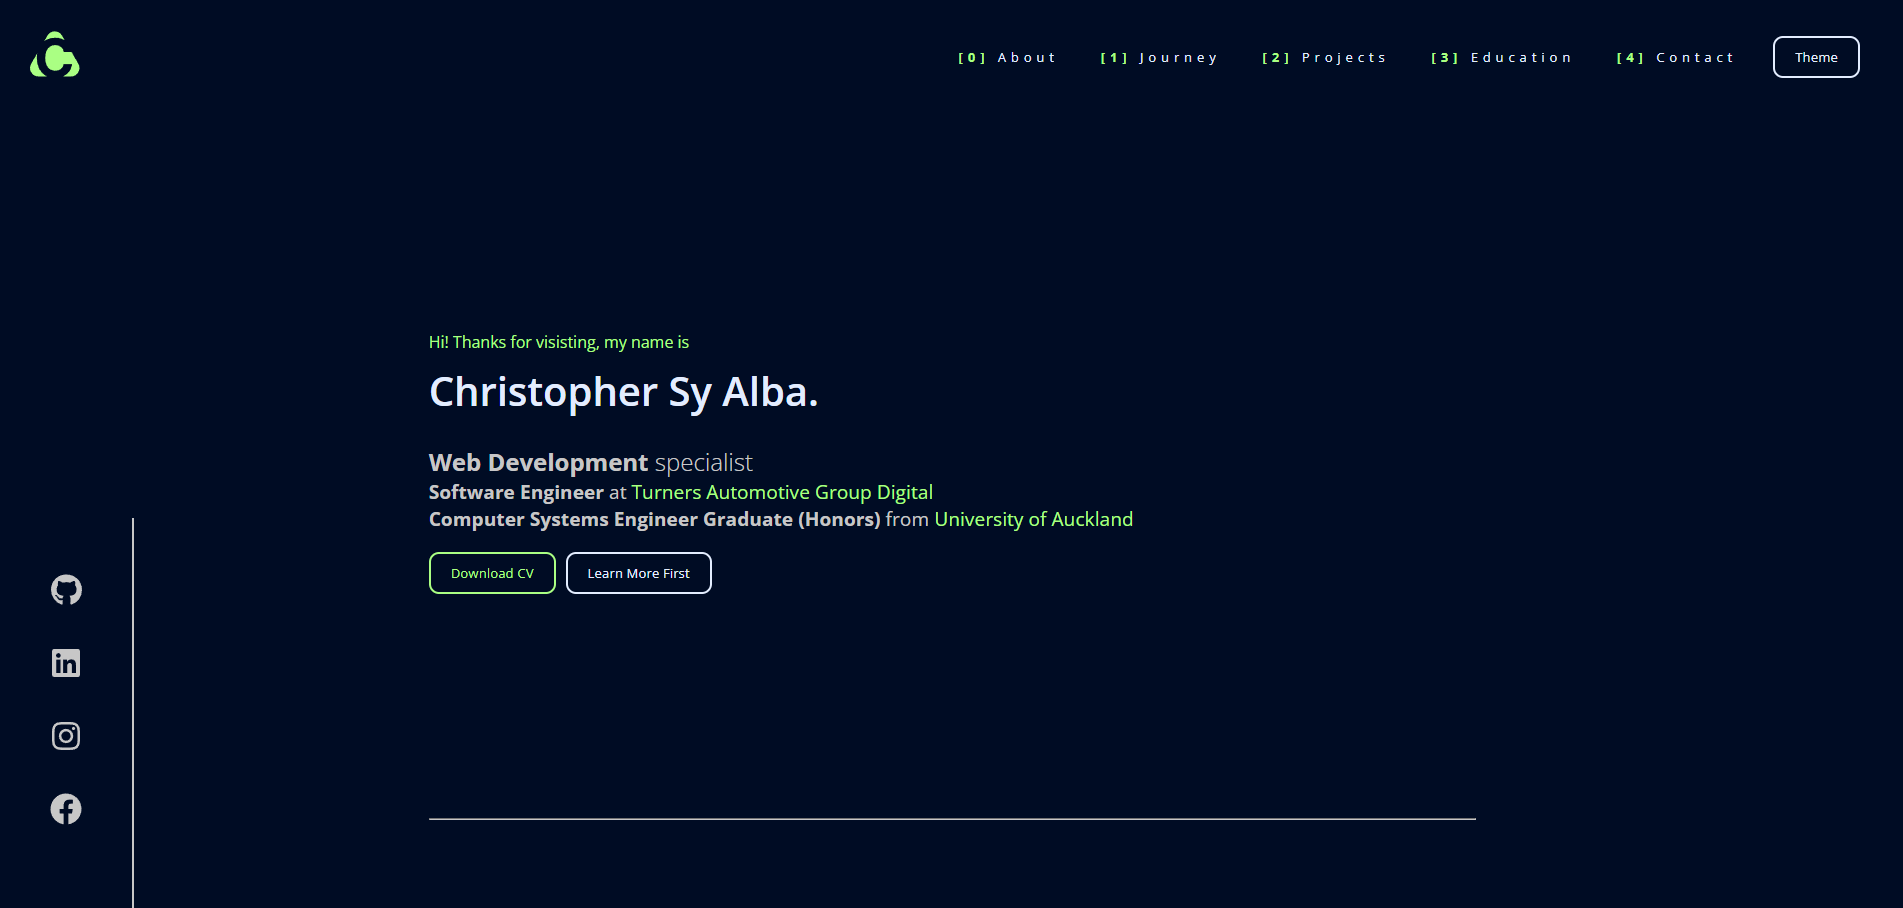 [0] About [1] Journey [2] Projects [3] Education [4] Contact Theme
Hi! Thanks for visisting, my name is
Christopher Sy Alba.
Web Development specialist
Software Engineer at Turners Automotive Group Digital
Computer Systems Engineer Graduate (Honors) from University of Auckland
Download CV Learn More First